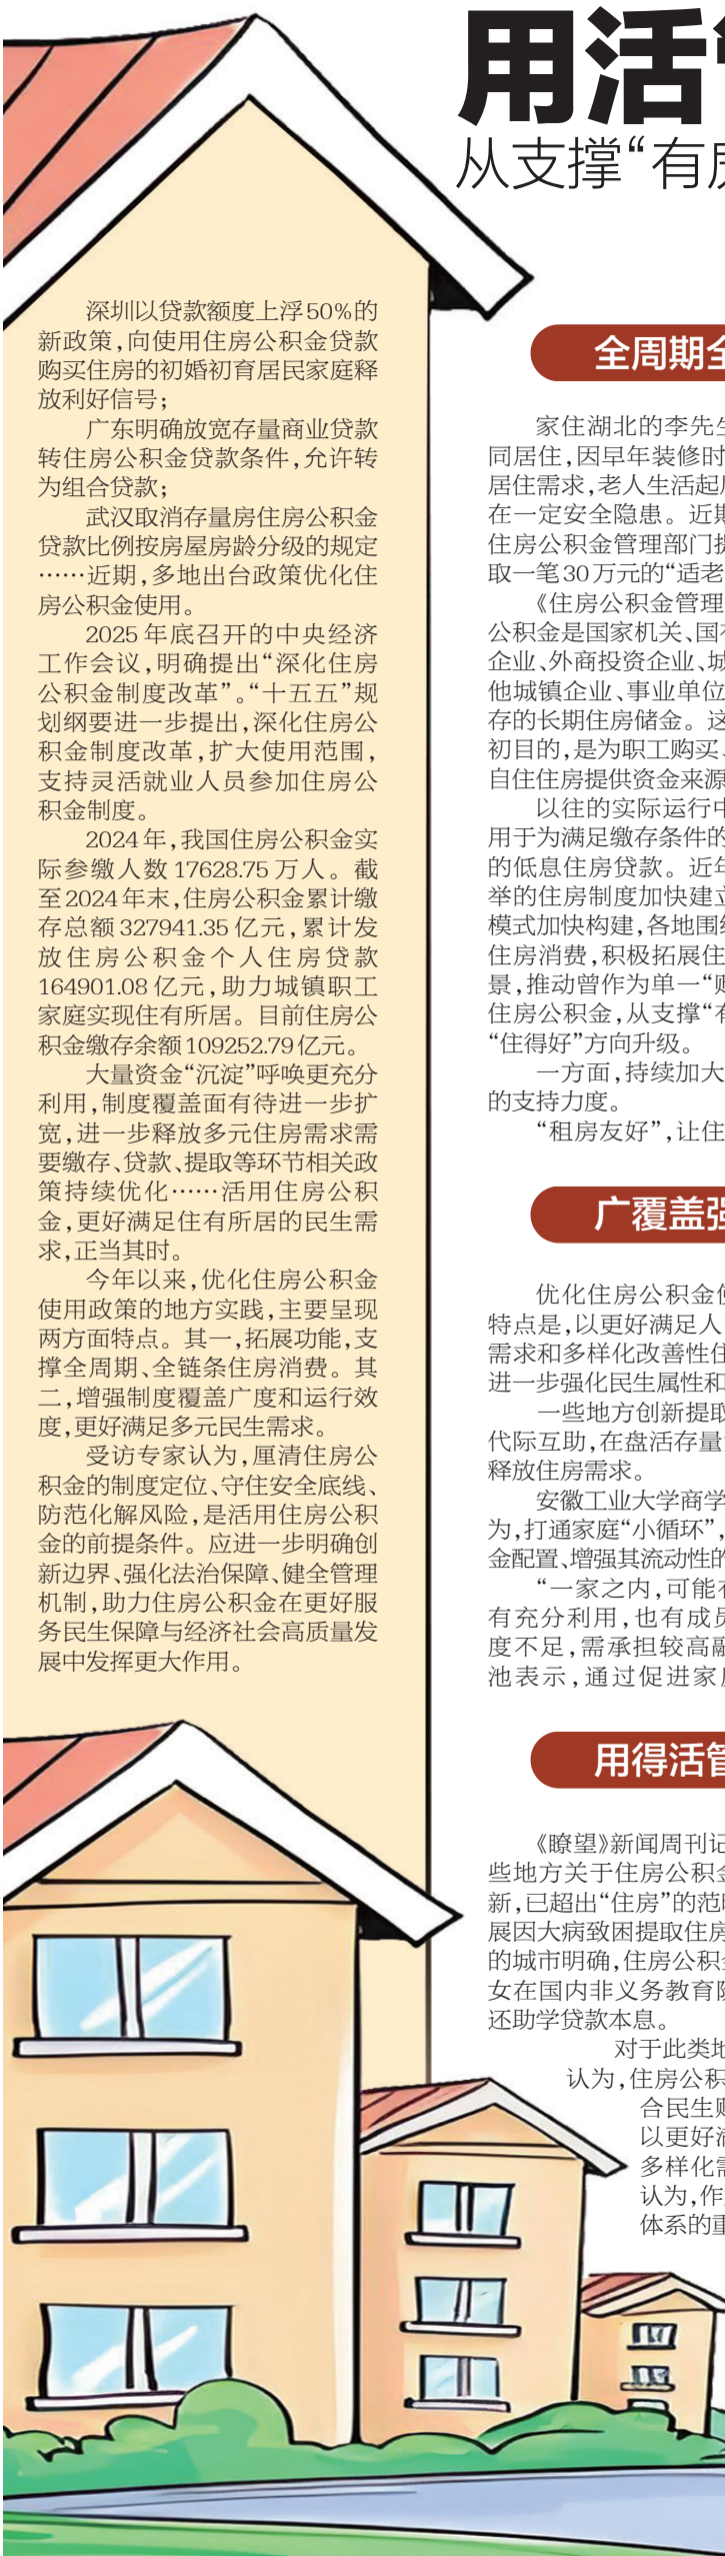 用活
从支撑“有
深圳以贷款额度上浮50%的
新政策,向使用住房公积金贷款
购买住房的初婚初育居民家庭释
放利好信号;
广东明确放宽存量商业贷款
转住房公积金贷款条件,允许转
为组合贷款;
武汉取消存量房住房公积金
贷款比例按房屋房龄分级的规定
……近期,多地出台政策优化住
房公积金使用。
2025年底召开的中央经济
工作会议,明确提出“深化住房
公积金制度改革”。“十五五”规
划纲要进一步提出,深化住房公
积金制度改革,扩大使用范围,
支持灵活就业人员参加住房公
积金制度。
2024年,我国住房公积金实
际参缴人数17628.75万人。截
至2024年末,住房公积金累计缴
存总额327941.35亿元,累计发
放住房公积金个人住房贷款
164901.08亿元,助力城镇职工
家庭实现住有所居。目前住房公
积金缴存余额109252.79亿元。
大量资金“沉淀”呼唤更充分
利用,制度覆盖面有待进一步扩
宽,进一步释放多元住房需求需
要缴存、贷款、提取等环节相关政
策持续优化……活用住房公积
金,更好满足住有所居的民生需
求,正当其时。
今年以来,优化住房公积金
使用政策的地方实践,主要呈现
两方面特点。其一,拓展功能,支
撑全周期、全链条住房消费。其
二,增强制度覆盖广度和运行效
度,更好满足多元民生需求。
受访专家认为,厘清住房公
积金的制度定位、守住安全底线、
防范化解风险,是活用住房公积
金的前提条件。应进一步明确创
新边界、强化法治保障、健全管理
机制,助力住房公积金在更好服
务民生保障与经济社会高质量发
展中发挥更大作用。
全周期全
家住湖北的李先生
同居住,因早年装修时
居住需求,老人生活起
在一定安全隐患。近期
住房公积金管理部门提
取一笔30万元的“适老
《住房公积金管理
公积金是国家机关、国有
企业、外商投资企业、城
他城镇企业、事业单位
存的长期住房储金。这
初目的,是为职工购买、
自住住房提供资金来源
以往的实际运行中
用于为满足缴存条件的
的低息住房贷款。近年
举的住房制度加快建立
模式加快构建,各地围绕
住房消费,积极拓展住
景,推动曾作为单一“购
住房公积金,从支撑“有
“住得好”方向升级。
一方面,持续加大
的支持力度。
“租房友好”,让住
广覆盖强
优化住房公积金使
特点是,以更好满足人
需求和多样化改善性住
进一步强化民生属性和
一些地方创新提取
代际互助,在盘活存量
释放住房需求。
安徽工业大学商学
为,打通家庭“小循环”,
金配置、增强其流动性的
“一家之内,可能有
有充分利用,也有成员
度不足,需承担较高融
池表示,通过促进家庭
用得活管
《瞭望》新闻周刊记
些地方关于住房公积金
新,已超出“住房”的范畴
展因大病致困提取住房
的城市明确,住房公积金
女在国内非义务教育阶
还助学贷款本息。
对于此类地
认为,住房公积
合民生
以更好满
多样化需
认为,作
体系的重